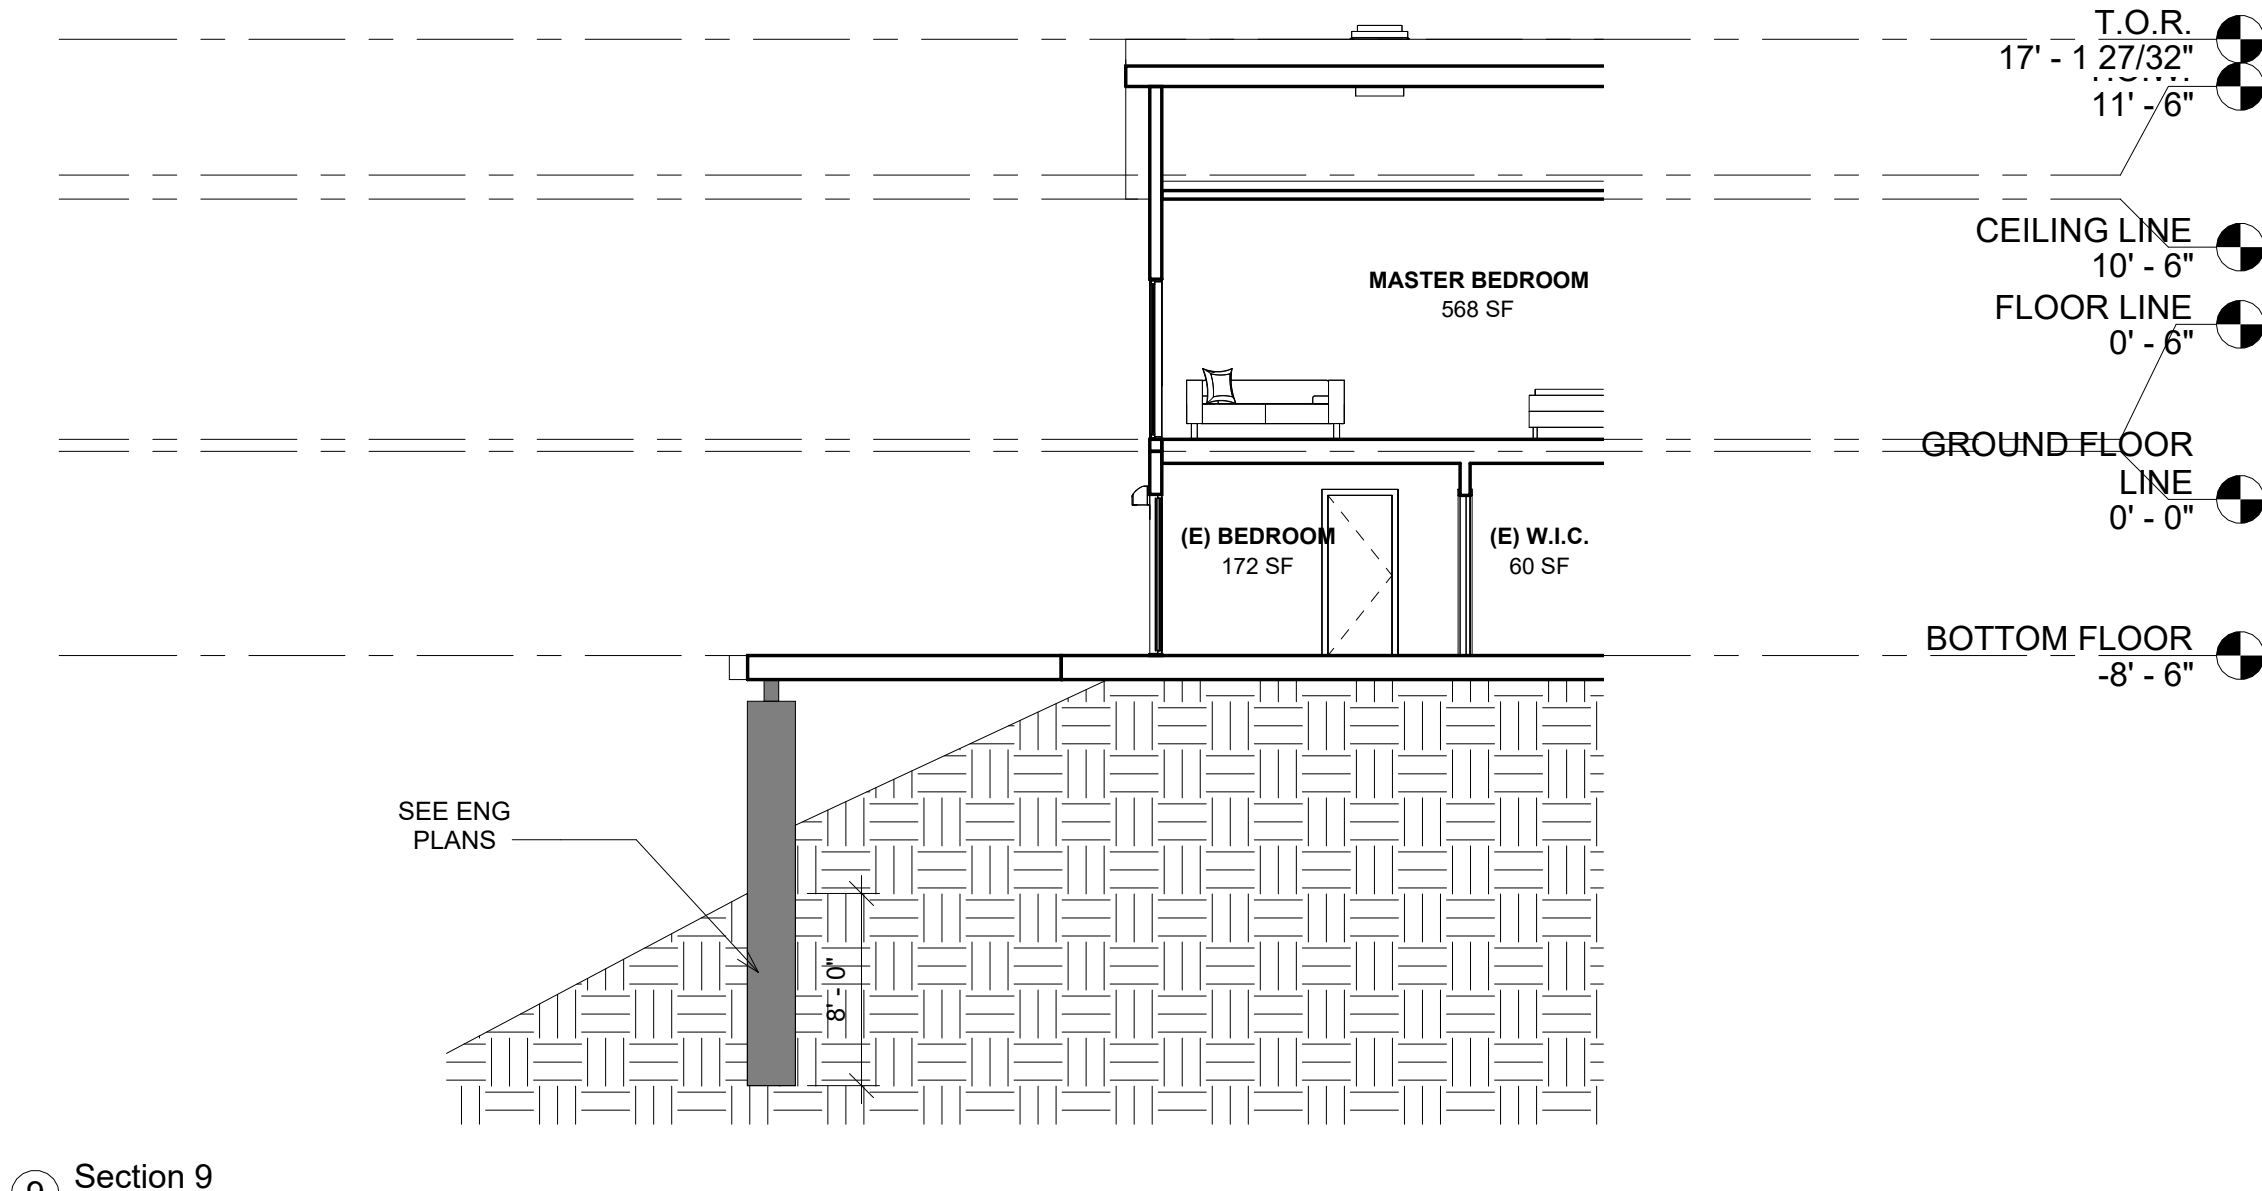 T.O.R.
17' - 1 27/32"
11' - 6"
CEILING LINE
10' - 6"
MASTER BEDROOM
568 SF
FLOOR LINE
0' - 6"
GROUND FLOOR
LINE
0' - 0"
(E) BEDROOM
172 SF
(E) W.I.C.
60 SF
BOTTOM FLOOR
-8' - 6"
SEE ENG
PLANS
8' - 0"
9
Section 9